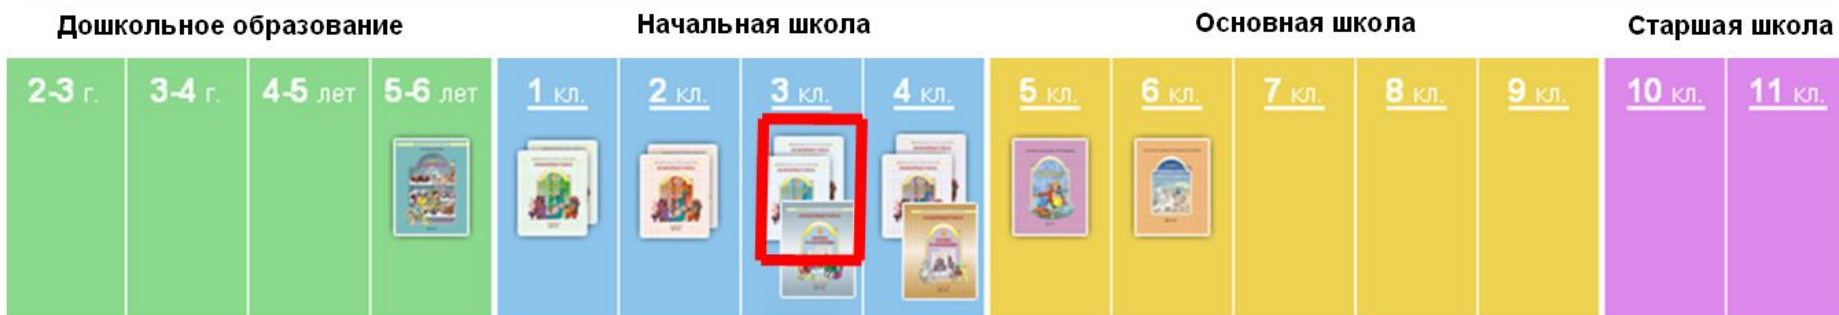 Дошкольное образование
Начальная школа
Основная школа
Старшая школа
2-3 г.
3-4 г.
4-5 лет
5-6 лет
1 кл.
2 кл.
3 кл.
4 кл.
5 кл.
6 кл.
7 кл.
8 кл.
9 кл.
10 кл.
11 кл.